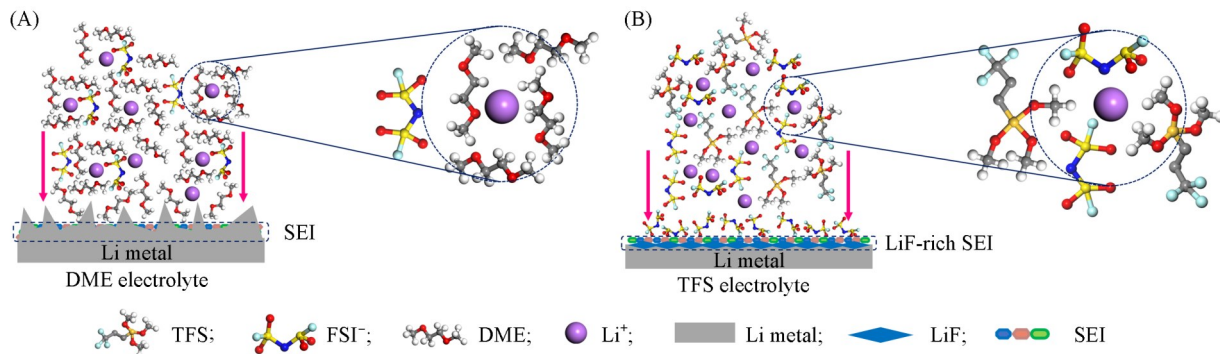 (A)
(B)
SEI
Li metal
DME electrolyte
LiF-rich SEI
Li metal
TFS electrolyte
TFS; FSI⁻; DME; Li⁺; Li metal; LiF; SEI